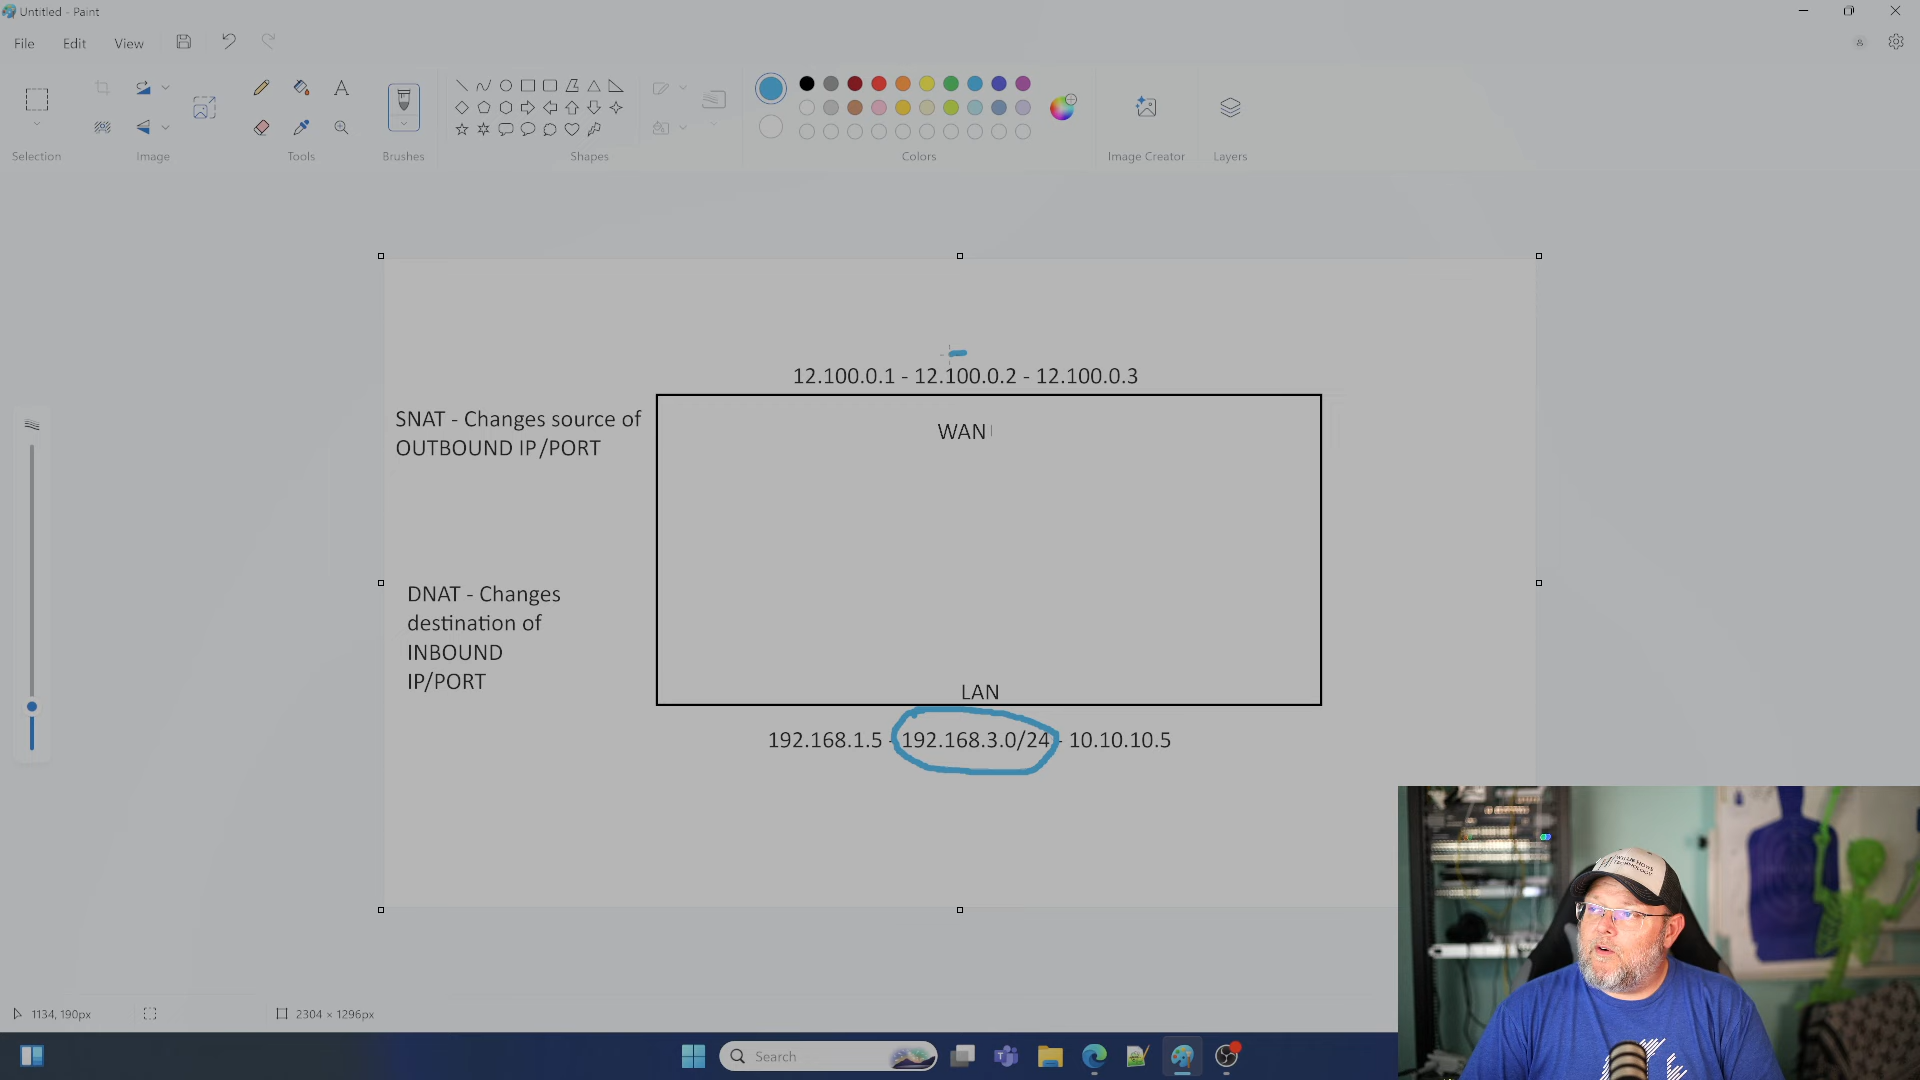 Untitled - Paint
File Edit View
Selection Image Tools Brushes Shapes Colors Image Creator Layers
12.100.0.1 - 12.100.0.2 - 12.100.0.3
SNAT - Changes source of
OUTBOUND IP/PORT
WAN
DNAT - Changes
destination of
INBOUND
IP/PORT
LAN
192.168.1.5 - 192.168.3.0/24 - 10.10.10.5
1134, 190px 2304 × 1296px
Search